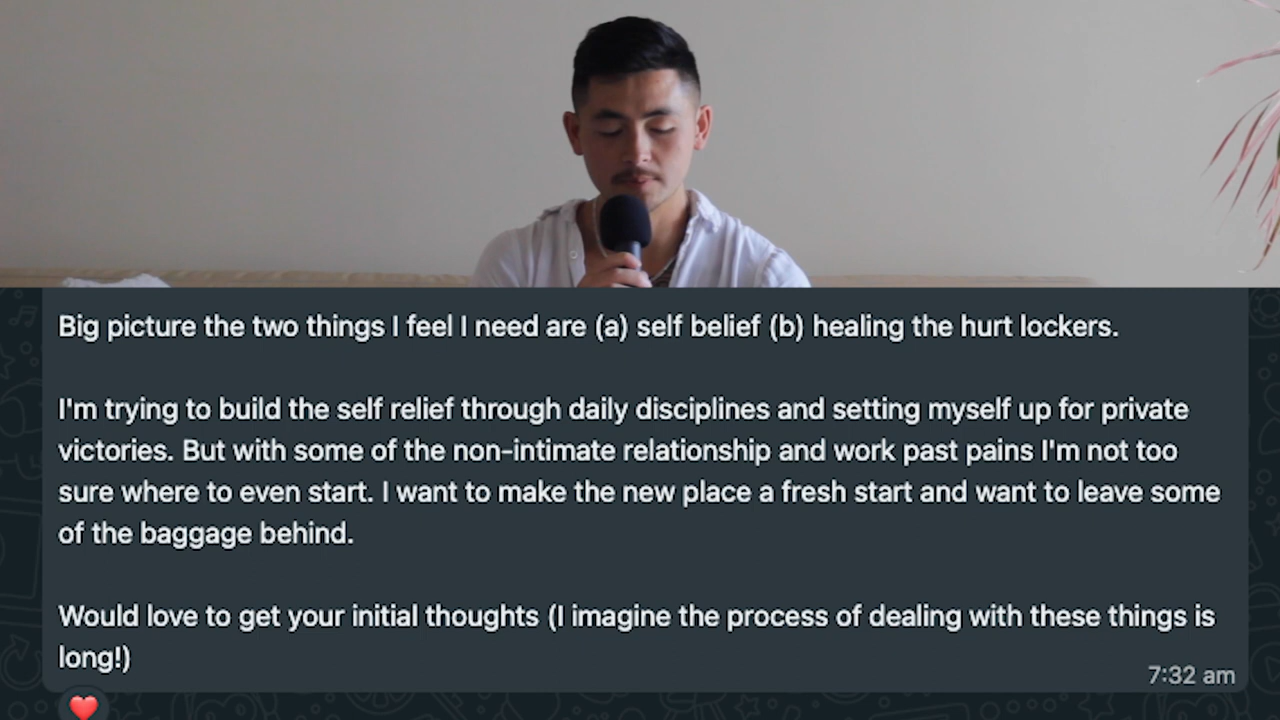 Big picture the two things I feel I need are (a) self belief (b) healing the hurt lockers.
I'm trying to build the self relief through daily disciplines and setting myself up for private
victories. But with some of the non-intimate relationship and work past pains I'm not too
sure where to even start. I want to make the new place a fresh start and want to leave some
of the baggage behind.
Would love to get your initial thoughts (I imagine the process of dealing with these things is
long!)
7:32 am